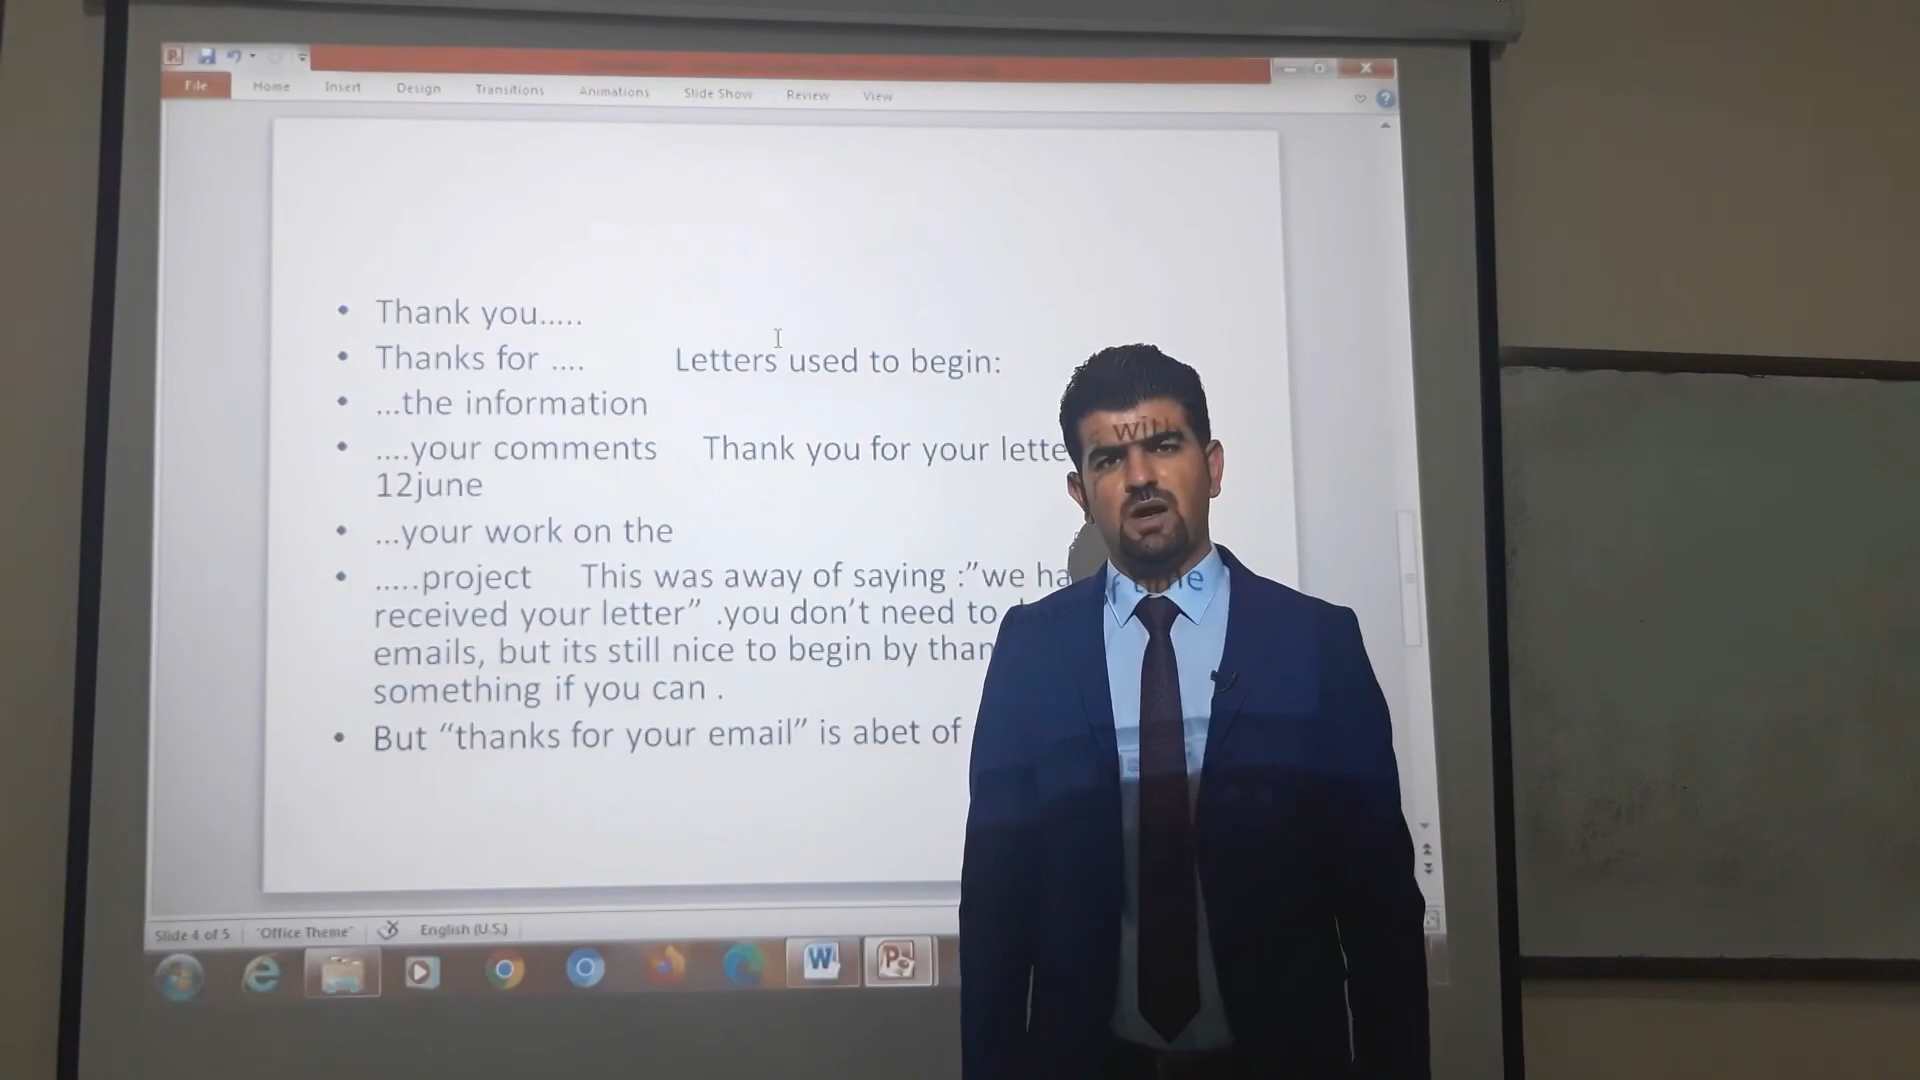 File Home Insert Design Transitions Animations Slide Show Review View
• Thank you.....
• Thanks for .... Letters used to begin:
• ...the information
• ....your comments Thank you for your lette
12june
• ...your work on the
• .....project This was away of saying :"we ha f time
received your letter" .you don't need to
emails, but its still nice to begin by than
something if you can .
• But "thanks for your email" is abet of
Slide 4 of 5 "Office Theme" English (U.S.)